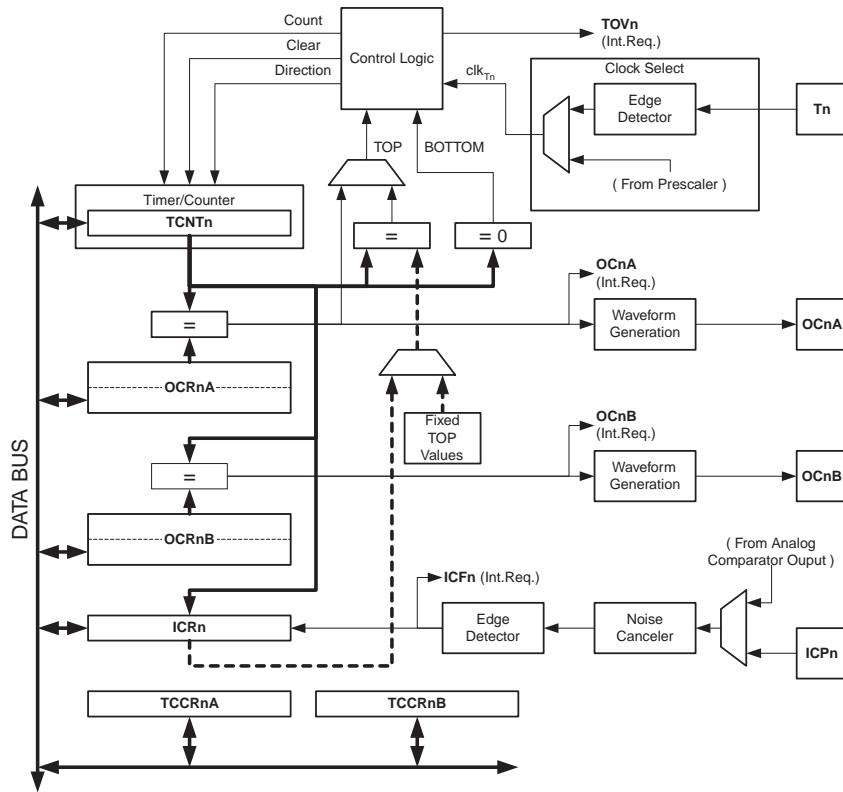 Count
Clear
Direction
Control Logic
TOVn
(Int.Req.)
clkTn
Clock Select
Edge
Detector
Tn
( From Prescaler )
TOP
BOTTOM
Timer/Counter
TCNTn
=
= 0
OCnA
(Int.Req.)
=
Waveform
Generation
OCnA
OCRnA
Fixed
TOP
Values
OCnB
(Int.Req.)
=
Waveform
Generation
OCnB
DATA BUS
OCRnB
( From Analog
Comparator Ouput )
ICFn (Int.Req.)
ICRn
Edge
Detector
Noise
Canceler
ICPn
TCCRnA
TCCRnB